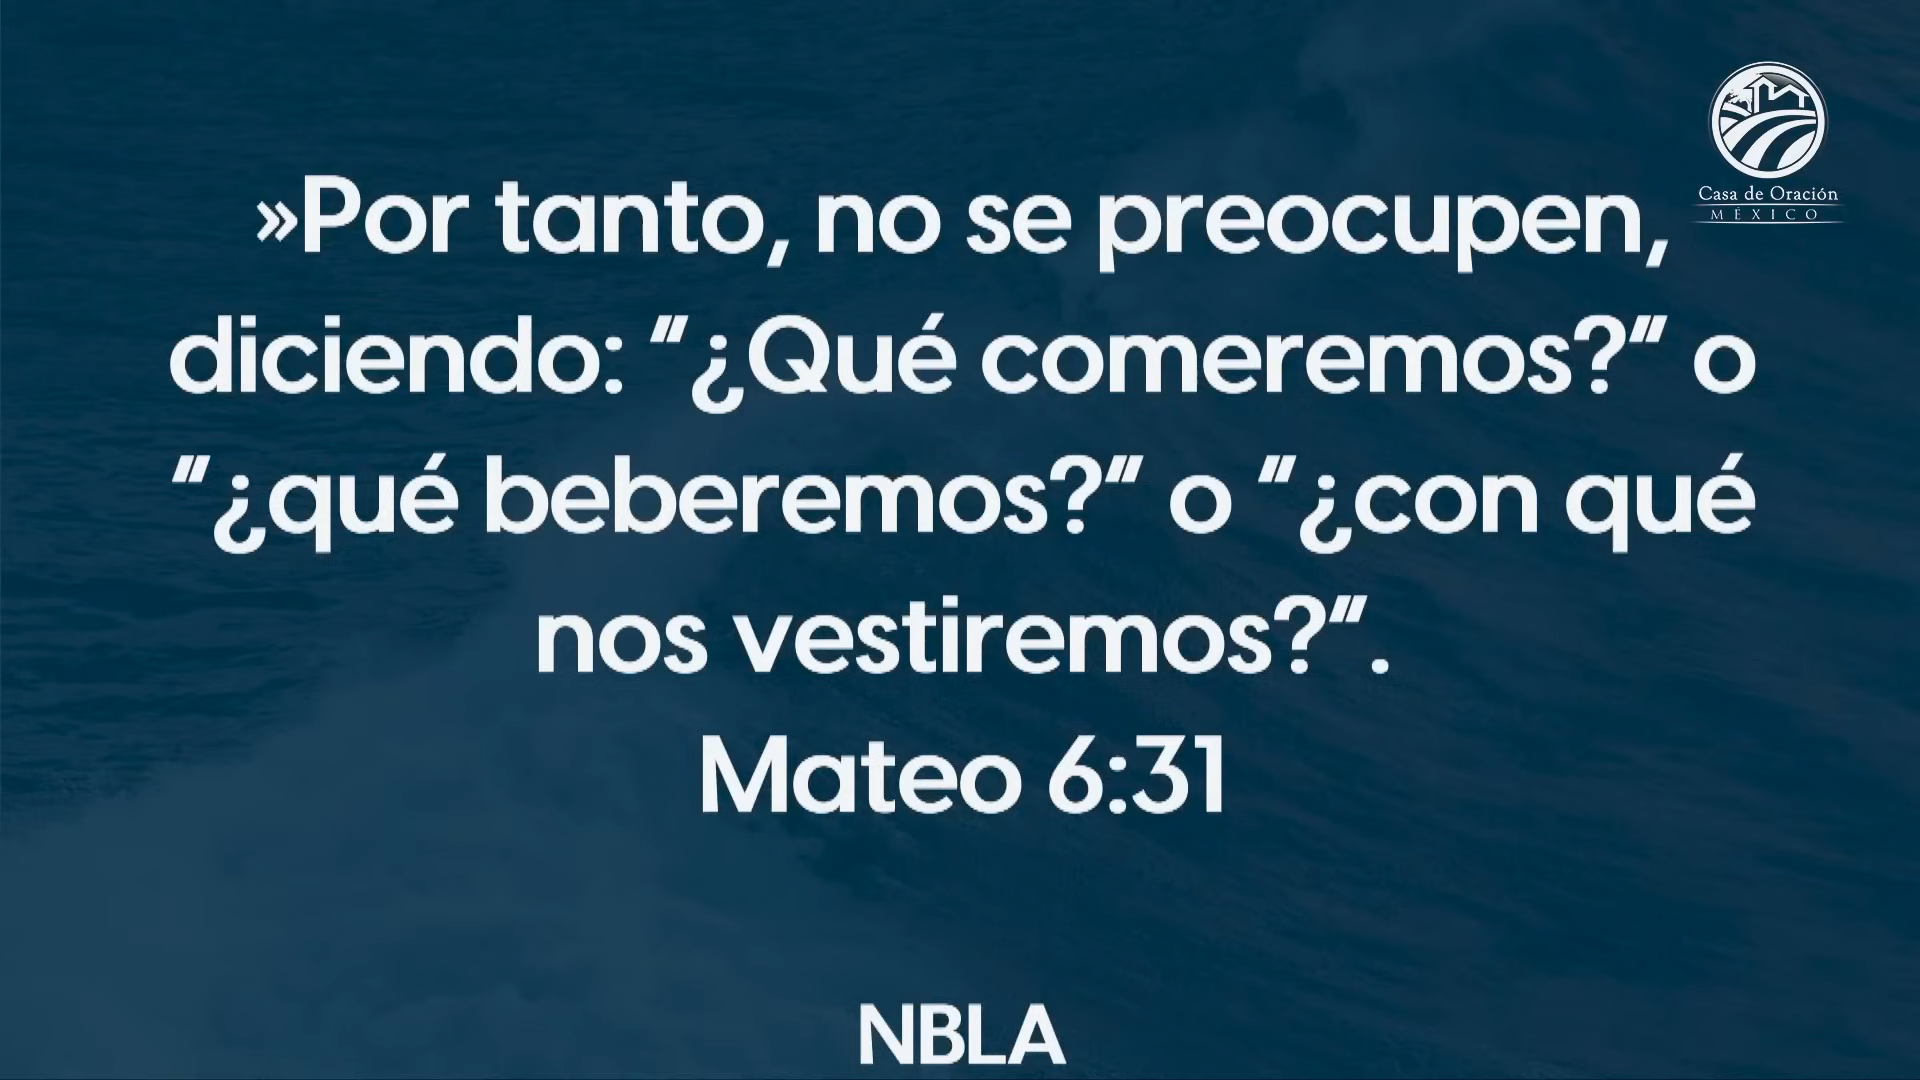 »Por tanto, no se preocupen,
diciendo: “¿Qué comeremos?“ o
“¿qué beberemos?“ o “¿con qué
nos vestiremos?“.
Mateo 6:31
NBLA
Casa de Oración
MÉXICO